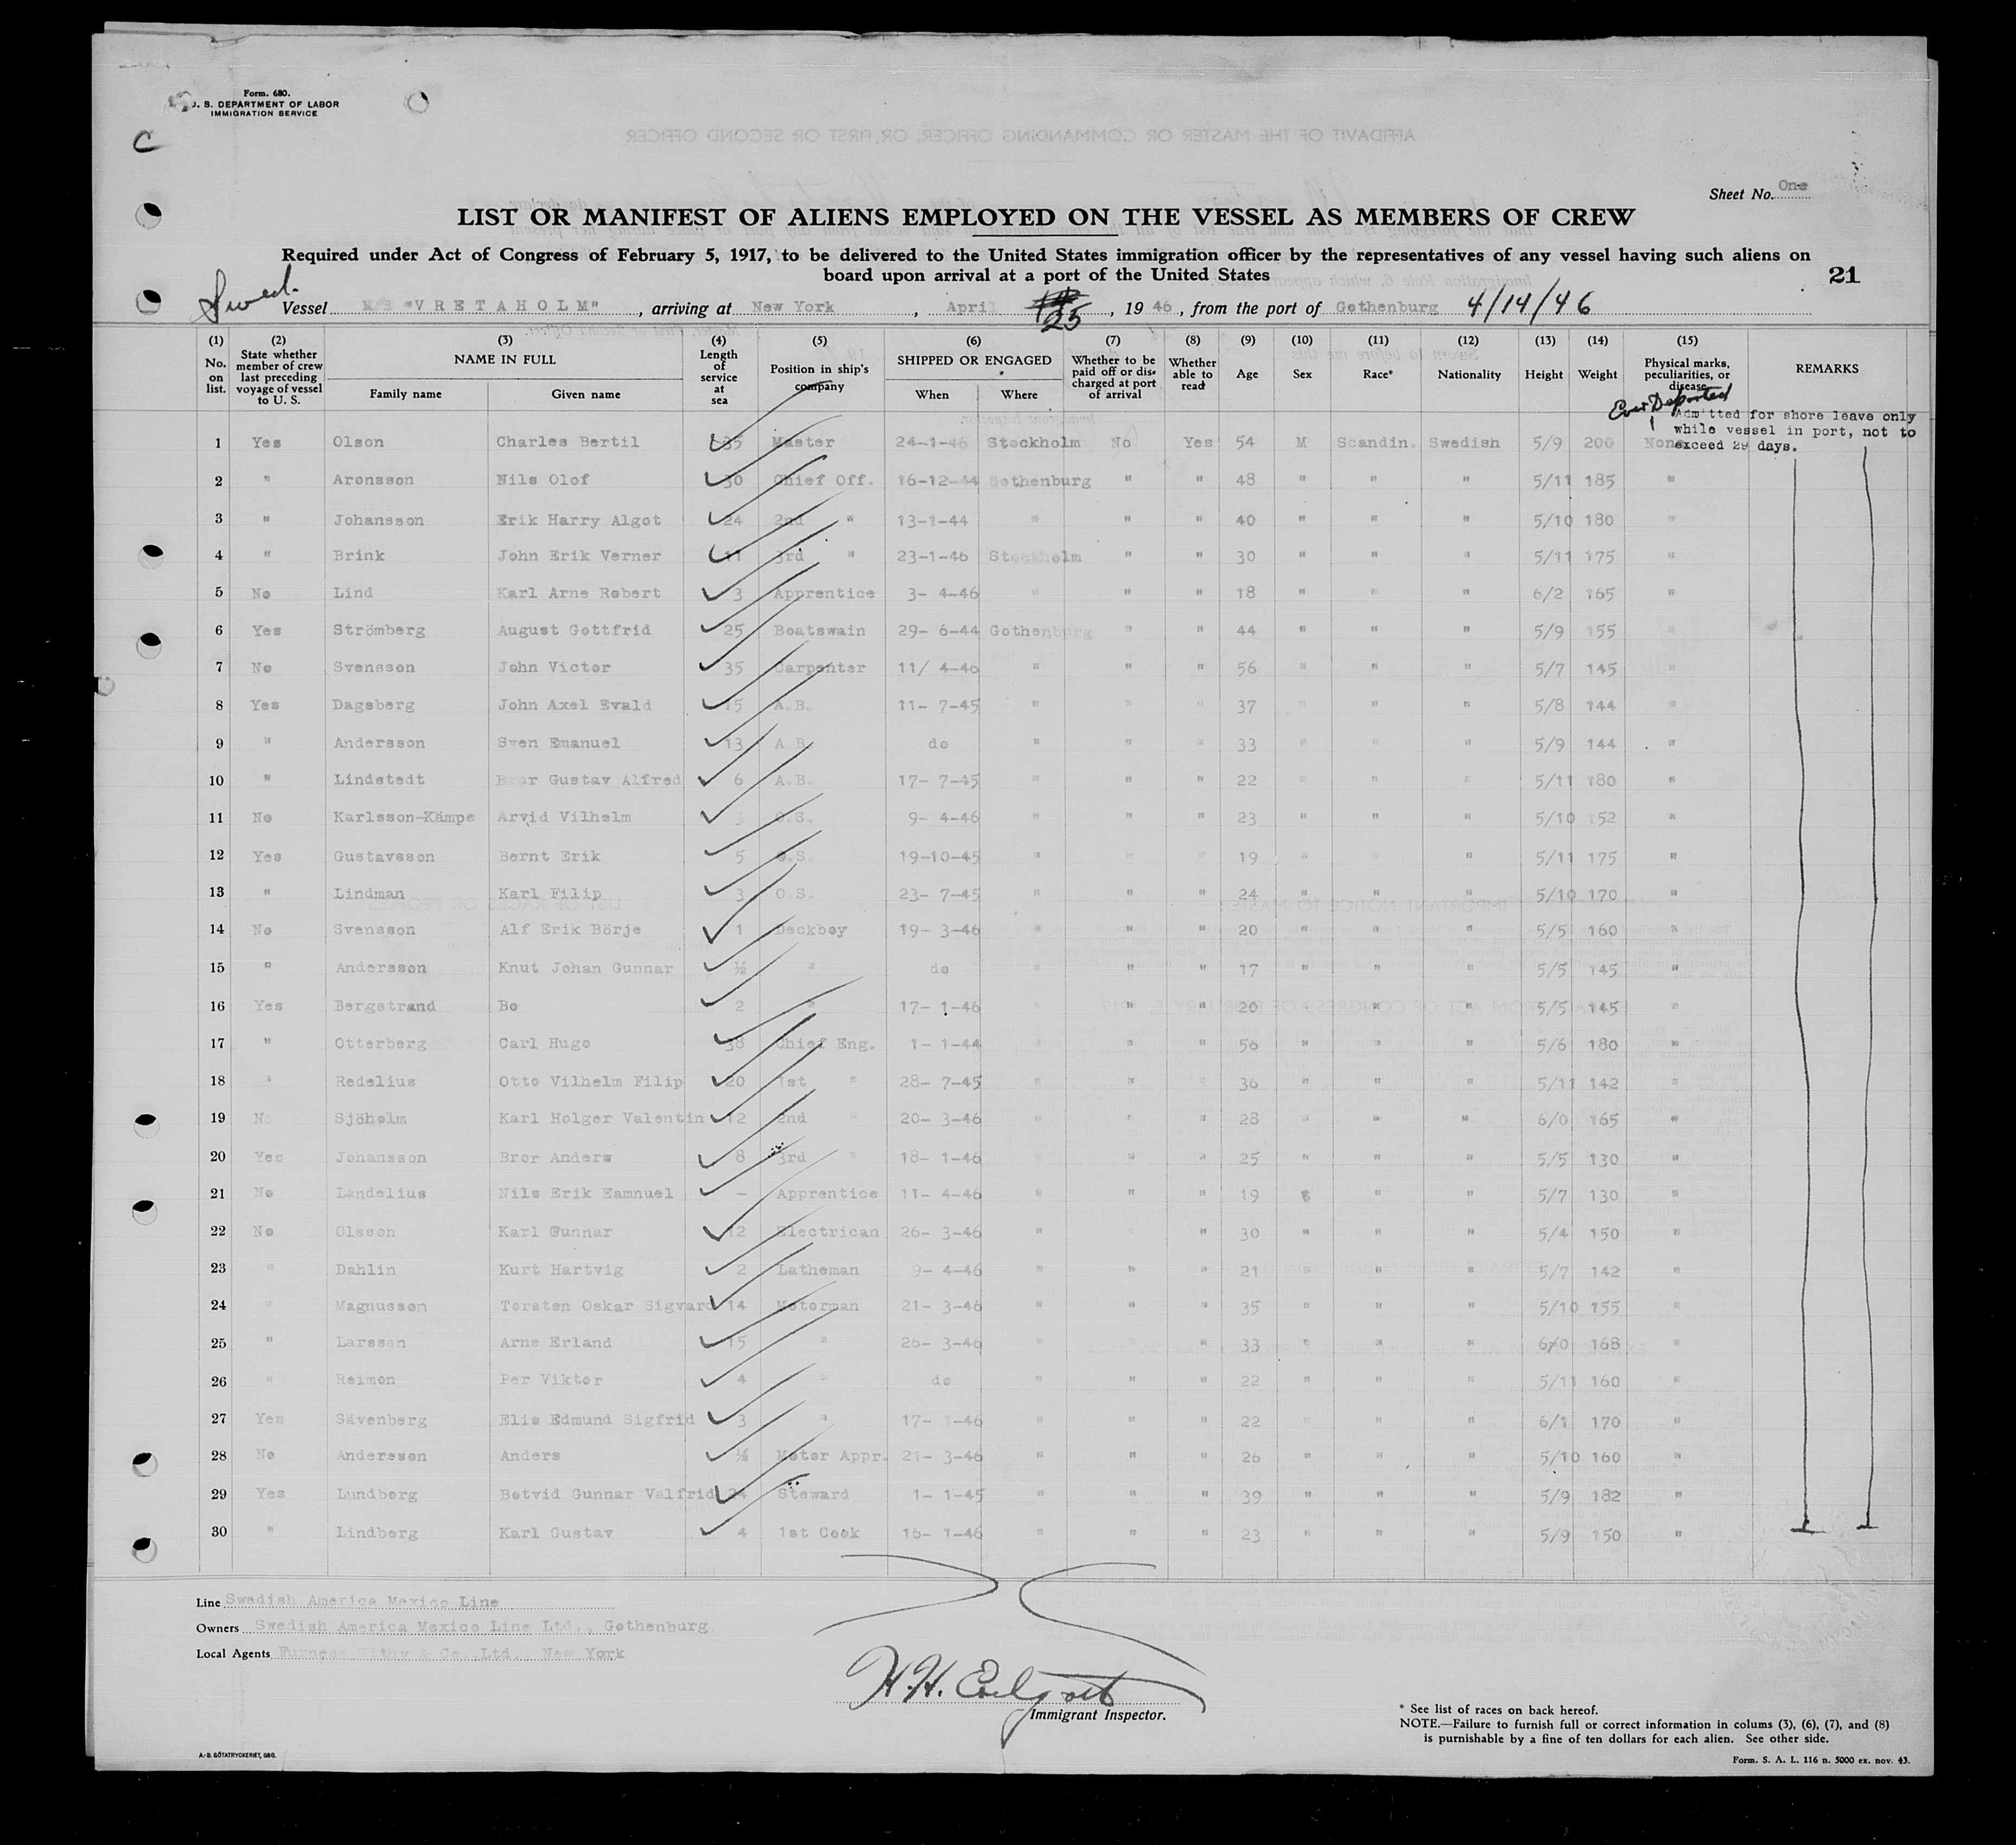 Form. 680.
U. S. DEPARTMENT OF LABOR
IMMIGRATION SERVICE
C
Sheet No. One
LIST OR MANIFEST OF ALIENS EMPLOYED ON THE VESSEL AS MEMBERS OF CREW
Required under Act of Congress of February 5, 1917, to be delivered to the United States immigration officer by the representatives of any vessel having such aliens on
board upon arrival at a port of the United States
21
Swed.
Vessel M/S "VRETAHOLM", arriving at New York, April 25, 1946, from the port of Gothenburg 4/14/46
(1) No. on list.
(2) State whether member of crew last preceding voyage of vessel to U. S.
(3) NAME IN FULL Family name Given name
(4) Length of service at sea
(5) Position in ship's company
(6) SHIPPED OR ENGAGED When Where
(7) Whether to be paid off or discharged at port of arrival
(8) Whether able to read
(9) Age
(10) Sex
(11) Race*
(12) Nationality
(13) Height
(14) Weight
(15) Physical marks, peculiarities, or disease
REMARKS
Ever Deported
Admitted for shore leave only
while vessel in port, not to
exceed 29 days.
1 Yes Olson Charles Bertil 35 Master 24-1-46 Stockholm No Yes 54 M Scandin. Swedish 5/9 200 None
2 " Aronsson Nils Olof 30 Chief Off. 16-12-44 Gothenburg " " 48 " " " 5/11 185 "
3 " Johansson Erik Harry Algot 24 2nd " 13-1-44 " " " 40 " " " 5/10 180 "
4 " Brink John Erik Verner 11 3rd " 23-1-46 Stockholm " " 30 " " " 5/11 175 "
5 No Lind Karl Arne Robert 3 Apprentice 3- 4-46 " " " 18 " " " 6/2 165 "
6 Yes Strömberg August Gottfrid 25 Boatswain 29- 6-44 Gothenburg " " 44 " " " 5/9 155 "
7 No Svensson John Victor 35 Carpenter 11/ 4-46 " " " 56 " " " 5/7 145 "
8 Yes Dagsberg John Axel Evald 15 A.B. 11- 7-45 " " " 37 " " " 5/8 144 "
9 " Andersson Sven Emanuel 13 A.B. do " " " 33 " " " 5/9 144 "
10 " Lindstedt Bror Gustav Alfred 6 A.B. 17- 7-45 " " " 22 " " " 5/11 180 "
11 No Karlsson-Kämpe Arvid Vilhelm O.S. 9- 4-46 " " " 23 " " " 5/10 152 "
12 Yes Gustavsson Bernt Erik 5 O.S. 19-10-45 " " " 19 " " " 5/11 175 "
13 " Lindman Karl Filip 3 O.S. 23- 7-45 " " " 24 " " " 5/10 170 "
14 No Svensson Alf Erik Börje 1 Deckboy 19- 3-46 " " " 20 " " " 5/5 160 "
15 " Andersson Knut Johan Gunnar ½ " do " " " 17 " " " 5/5 145 "
16 Yes Bergstrand Bo 2 " 17- 1-46 " " " 20 " " " 5/5 145 "
17 " Otterberg Carl Hugo 38 Chief Eng. 1- 1-44 " " " 56 " " " 5/6 180 "
18 " Redelius Otto Vilhelm Filip 20 1st " 28- 7-45 " " " 36 " " " 5/11 142 "
19 No Sjöholm Karl Holger Valentin 12 2nd " 20- 3-46 " " " 28 " " " 6/0 165 "
20 Yes Johansson Bror Anders 8 3rd " 18- 1-46 " " " 25 " " " 5/5 130 "
21 No Landelius Nils Erik Eamnuel - Apprentice 11- 4-46 " " " 19 " " " 5/7 130 "
22 No Olsson Karl Gunnar 12 Electrican 26- 3-46 " " " 30 " " " 5/4 150 "
23 " Dahlin Kurt Hartvig 2 Latheman 9- 4-46 " " " 21 " " " 5/7 142 "
24 " Magnusson Torsten Oskar Sigvard 14 Motorman 21- 3-46 " " " 35 " " " 5/10 155 "
25 " Larsson Arne Erland 15 " 26- 3-46 " " " 33 " " " 6/0 168 "
26 " Reimon Per Viktor 4 " do " " " 22 " " " 5/11 160 "
27 Yes Sävenberg Elis Edmund Sigfrid 3 " 17- 1-46 " " " 22 " " " 6/1 170 "
28 No Andersson Anders ½ Motor Appr. 21- 3-46 " " " 26 " " " 5/10 160 "
29 Yes Lundborg Botvid Gunnar Valfrid 24 Steward 1- 1-45 " " " 39 " " " 5/9 182 "
30 " Lindberg Karl Gustav 4 1st Cook 16- 1-46 " " " 23 " " " 5/9 150 "
Line Swedish America Mexico Line
Owners Swedish America Mexico Line Ltd., Gothenburg
Local Agents Furness Withy & Co., Ltd., New York
H.H.
Immigrant Inspector.
* See list of races on back hereof.
NOTE.—Failure to furnish full or correct information in colums (3), (6), (7), and (8)
is punishable by a fine of ten dollars for each alien. See other side.
A.-B. GÖTATRYCKERIET, GBG.
Form. S. A. L. 116 n. 5000 ex. nov. 43.